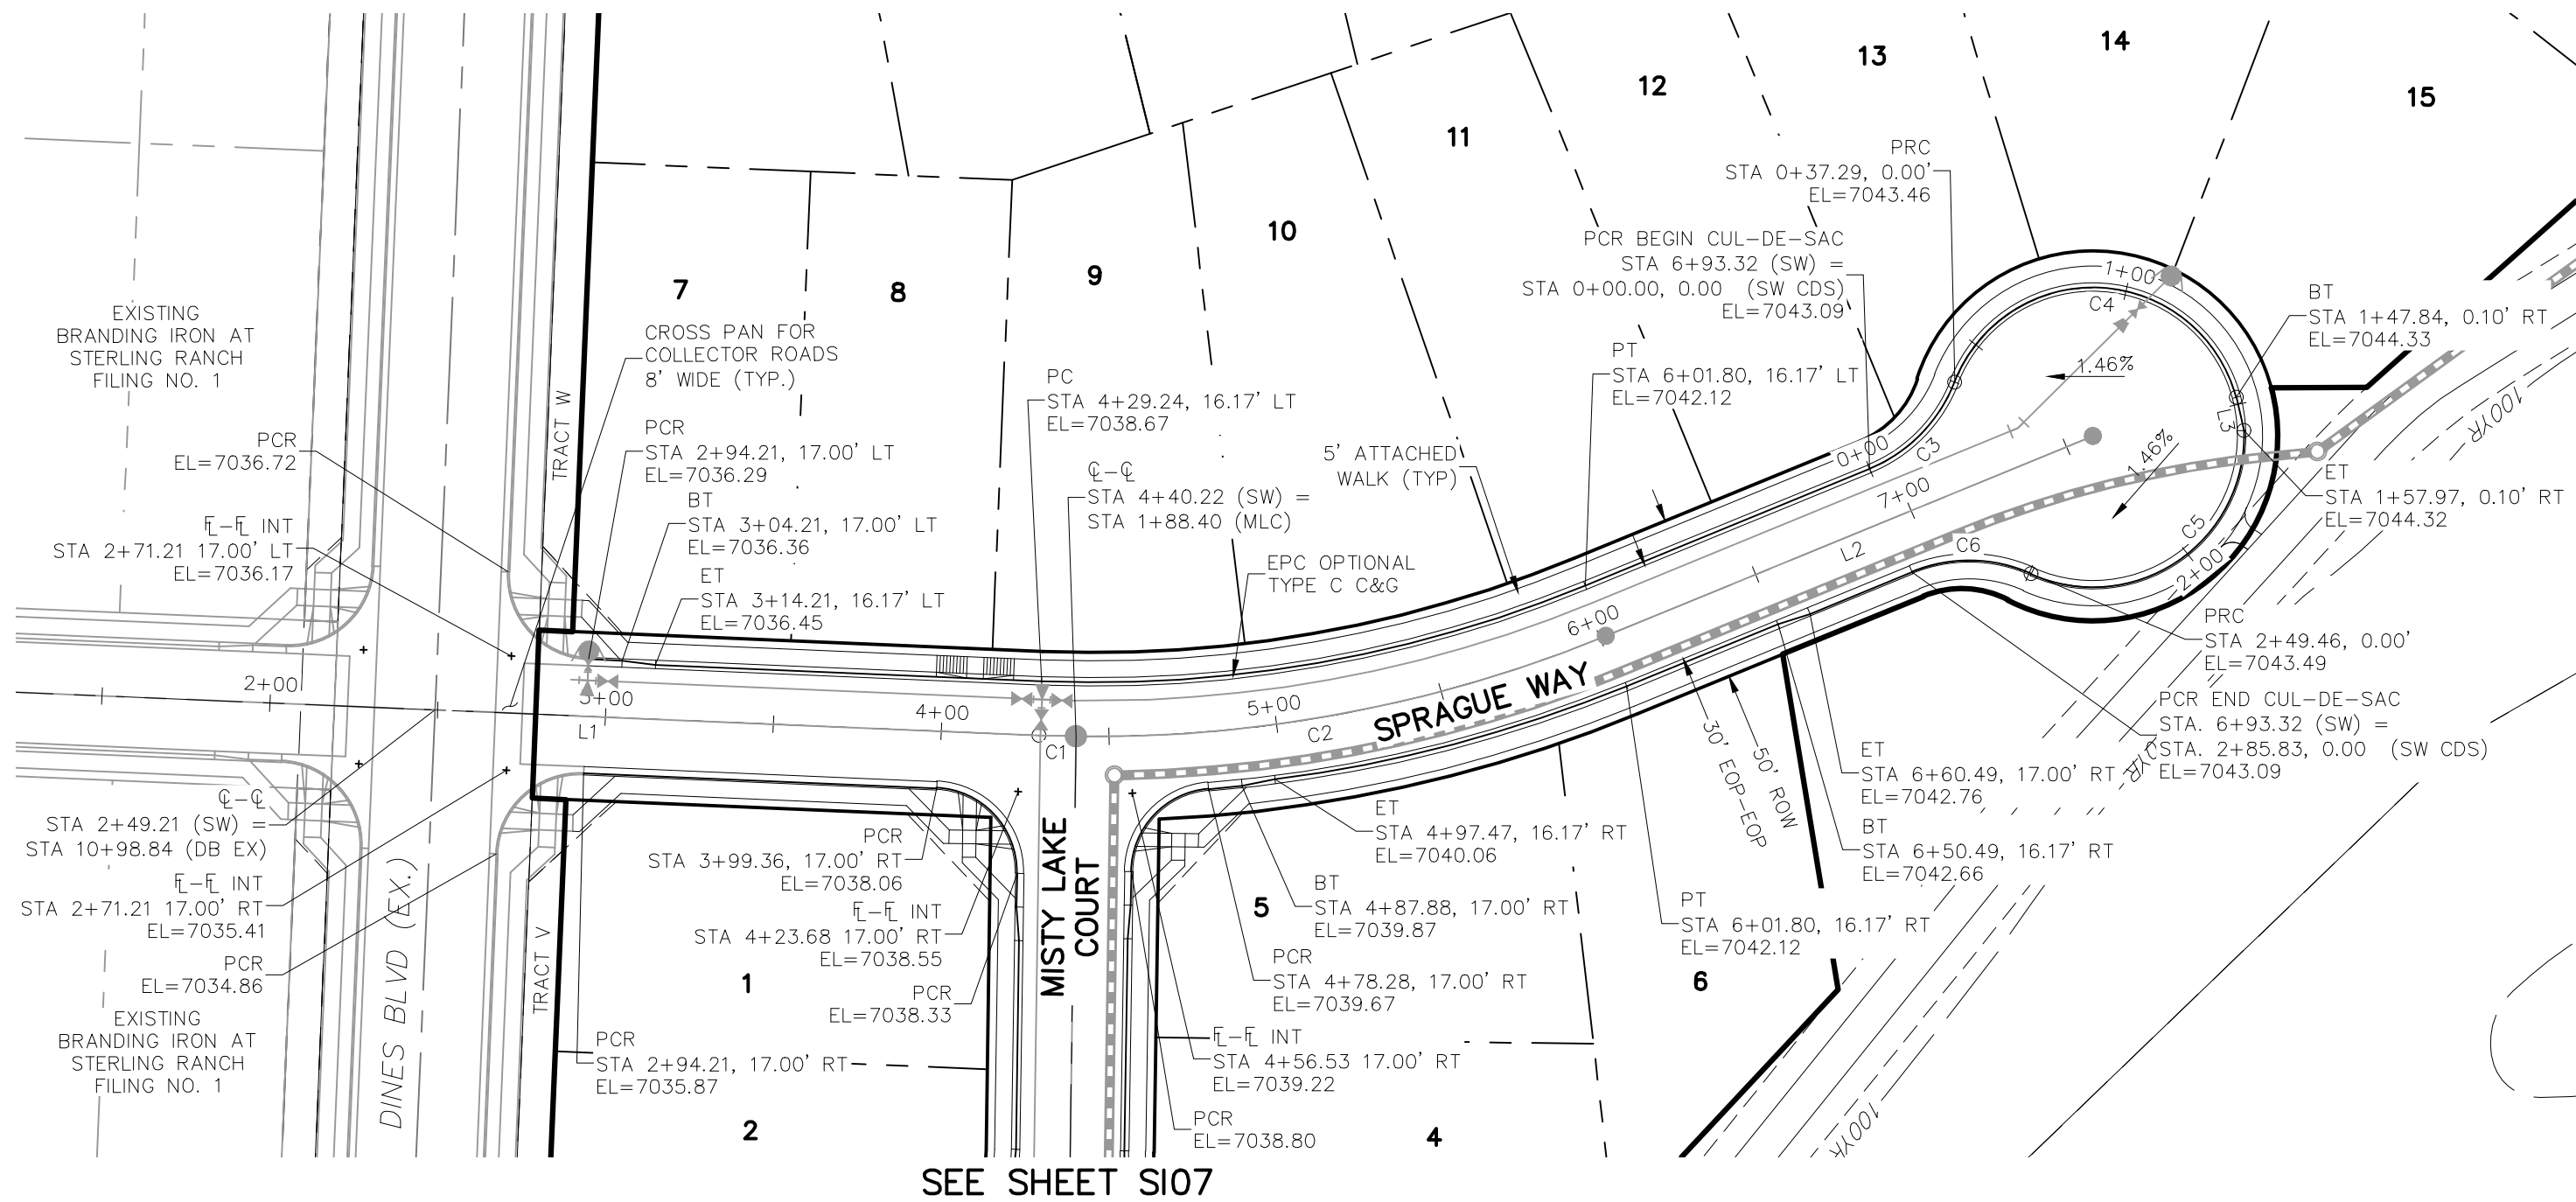 14
13
12
15
11
10
9
8
7
PRC
STA 0+37.29, 0.00'
EL=7043.46
PCR BEGIN CUL-DE-SAC
STA 6+93.32 (SW) =
STA 0+00.00, 0.00 (SW CDS)
EL=7043.09
PT
STA 6+01.80, 16.17' LT
EL=7042.12
BT
STA 1+47.84, 0.10' RT
EL=7044.33
1+00
C4
1.46%
L3
1.46%
100YR
ET
STA 1+57.97, 0.10' RT
EL=7044.32
EXISTING
BRANDING IRON AT
STERLING RANCH
FILING NO. 1
CROSS PAN FOR
COLLECTOR ROADS
8' WIDE (TYP.)
TRACT W
PCR
EL=7036.72
PCR
STA 2+94.21, 17.00' LT
EL=7036.29
BT
STA 3+04.21, 17.00' LT
EL=7036.36
ET
STA 3+14.21, 16.17' LT
EL=7036.45
PC
STA 4+29.24, 16.17' LT
EL=7038.67
℄-℄
STA 4+40.22 (SW) =
STA 1+88.40 (MLC)
5' ATTACHED
WALK (TYP)
EPC OPTIONAL
TYPE C C&G
FL-FL INT
STA 2+71.21 17.00' LT
EL=7036.17
0+00
C3
7+00
L2
C6
C5
2+00
6+00
SPRAGUE WAY
2+00
3+00
L1
4+00
C1
5+00
C2
PRC
STA 2+49.46, 0.00'
EL=7043.49
PCR END CUL-DE-SAC
STA. 6+93.32 (SW) =
STA. 2+85.83, 0.00 (SW CDS)
EL=7043.09
30' EOP-EOP
50' ROW
ET
STA 6+60.49, 17.00' RT
EL=7042.76
BT
STA 6+50.49, 16.17' RT
EL=7042.66
PT
STA 6+01.80, 16.17' RT
EL=7042.12
ET
STA 4+97.47, 16.17' RT
EL=7040.06
BT
STA 4+87.88, 17.00' RT
EL=7039.87
PCR
STA 4+78.28, 17.00' RT
EL=7039.67
FL-FL INT
STA 4+56.53 17.00' RT
EL=7039.22
PCR
EL=7038.80
℄-℄
STA 2+49.21 (SW) =
STA 10+98.84 (DB EX)
FL-FL INT
STA 2+71.21 17.00' RT
EL=7035.41
PCR
EL=7034.86
EXISTING
BRANDING IRON AT
STERLING RANCH
FILING NO. 1
DINES BLVD (EX.)
TRACT V
PCR
STA 3+99.36, 17.00' RT
EL=7038.06
FL-FL INT
STA 4+23.68 17.00' RT
EL=7038.55
PCR
EL=7038.33
PCR
STA 2+94.21, 17.00' RT
EL=7035.87
MISTY LAKE
COURT
1
2
5
6
4
100YR
SEE SHEET SI07